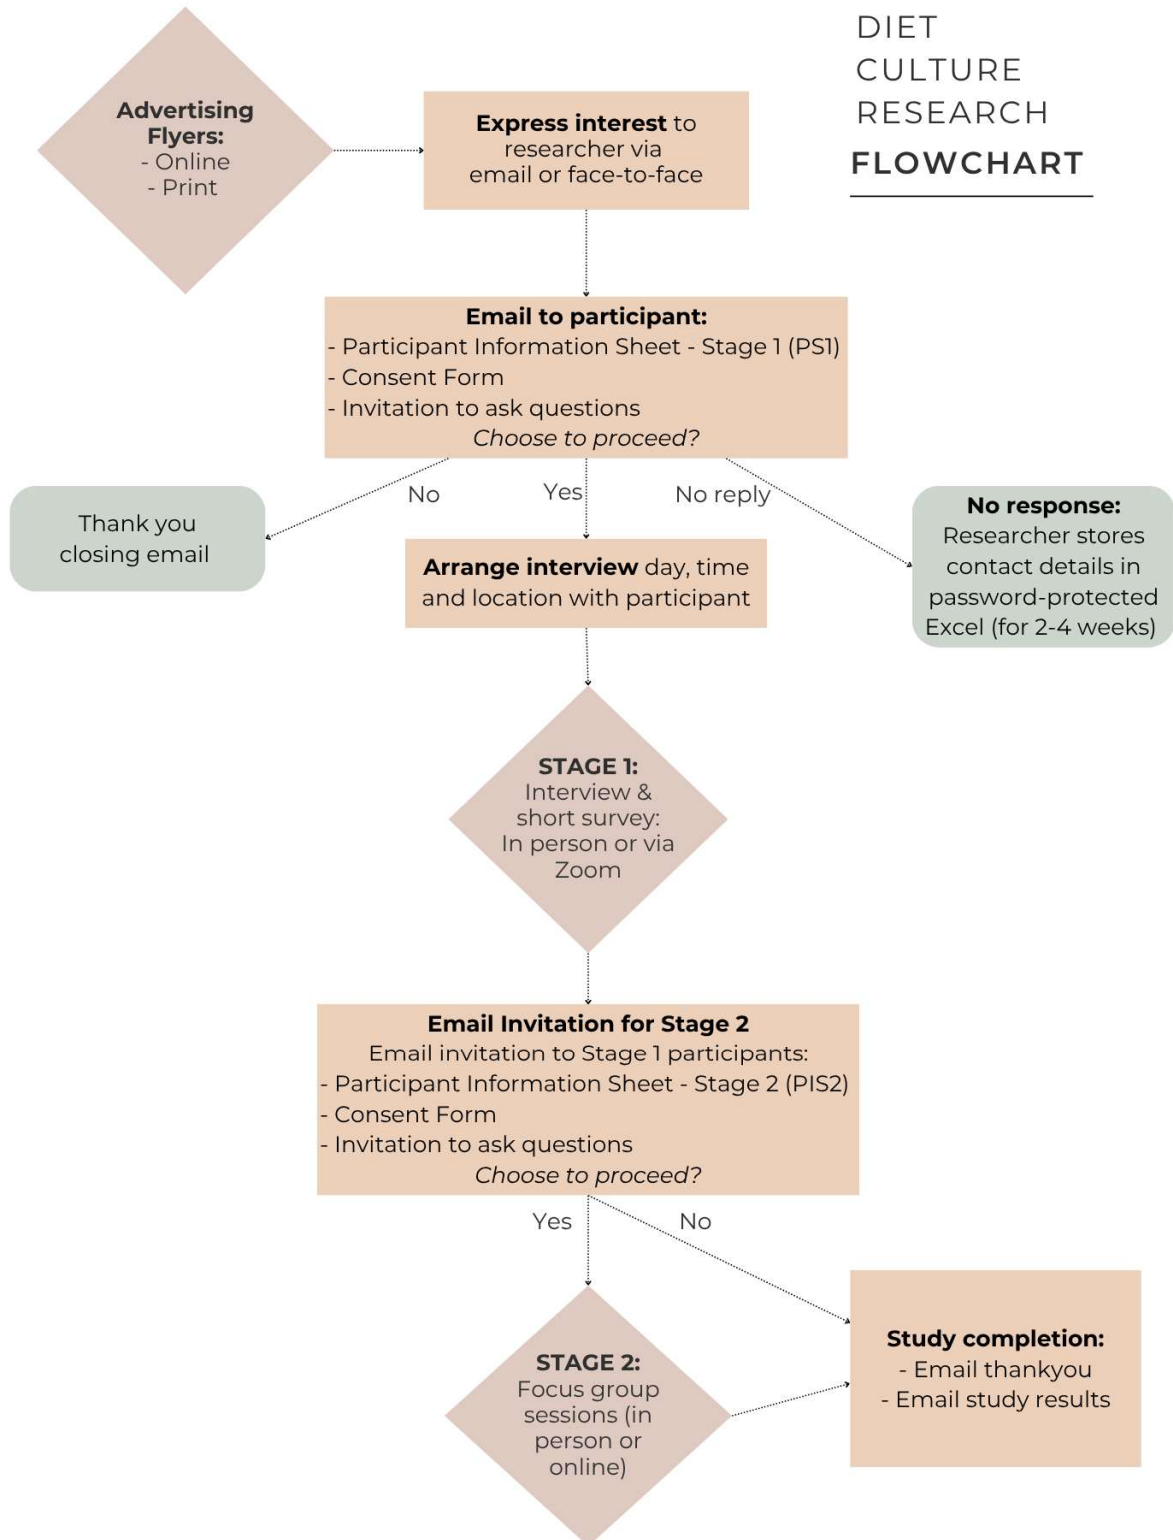 DIET
CULTURE
RESEARCH
FLOWCHART
Advertising
Flyers:
- Online
- Print
Express interest to
researcher via
email or face-to-face
Email to participant:
- Participant Information Sheet - Stage 1 (PS1)
- Consent Form
- Invitation to ask questions
Choose to proceed?
No
Yes
No reply
Thank you
closing email
Arrange interview day, time
and location with participant
No response:
Researcher stores
contact details in
password-protected
Excel (for 2-4 weeks)
STAGE 1:
Interview &
short survey:
In person or via
Zoom
Email Invitation for Stage 2
Email invitation to Stage 1 participants:
- Participant Information Sheet - Stage 2 (PIS2)
- Consent Form
- Invitation to ask questions
Choose to proceed?
Yes
No
STAGE 2:
Focus group
sessions (in
person or
online)
Study completion:
- Email thankyou
- Email study results